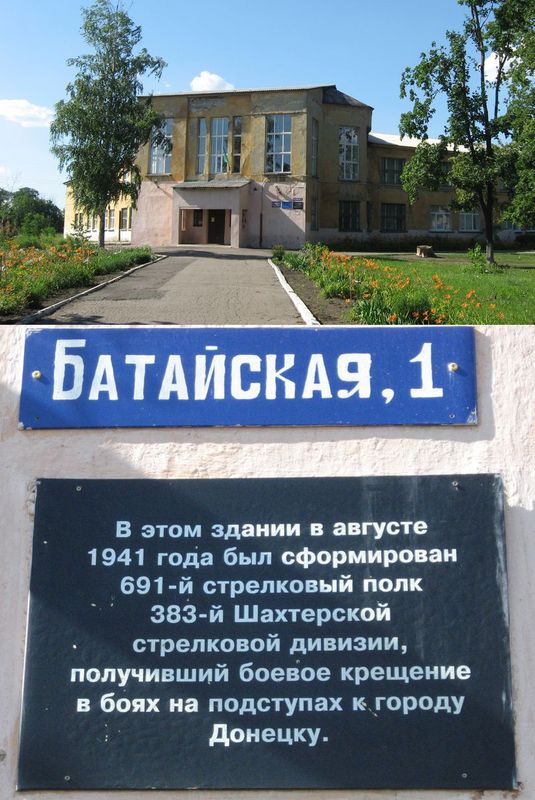 БАТАЙСКАЯ, 1
В этом здании в августе
1941 года был сформирован
691-й стрелковый полк
383-й Шахтерской
стрелковой дивизии,
получивший боевое крещение
в боях на подступах к городу
Донецку.